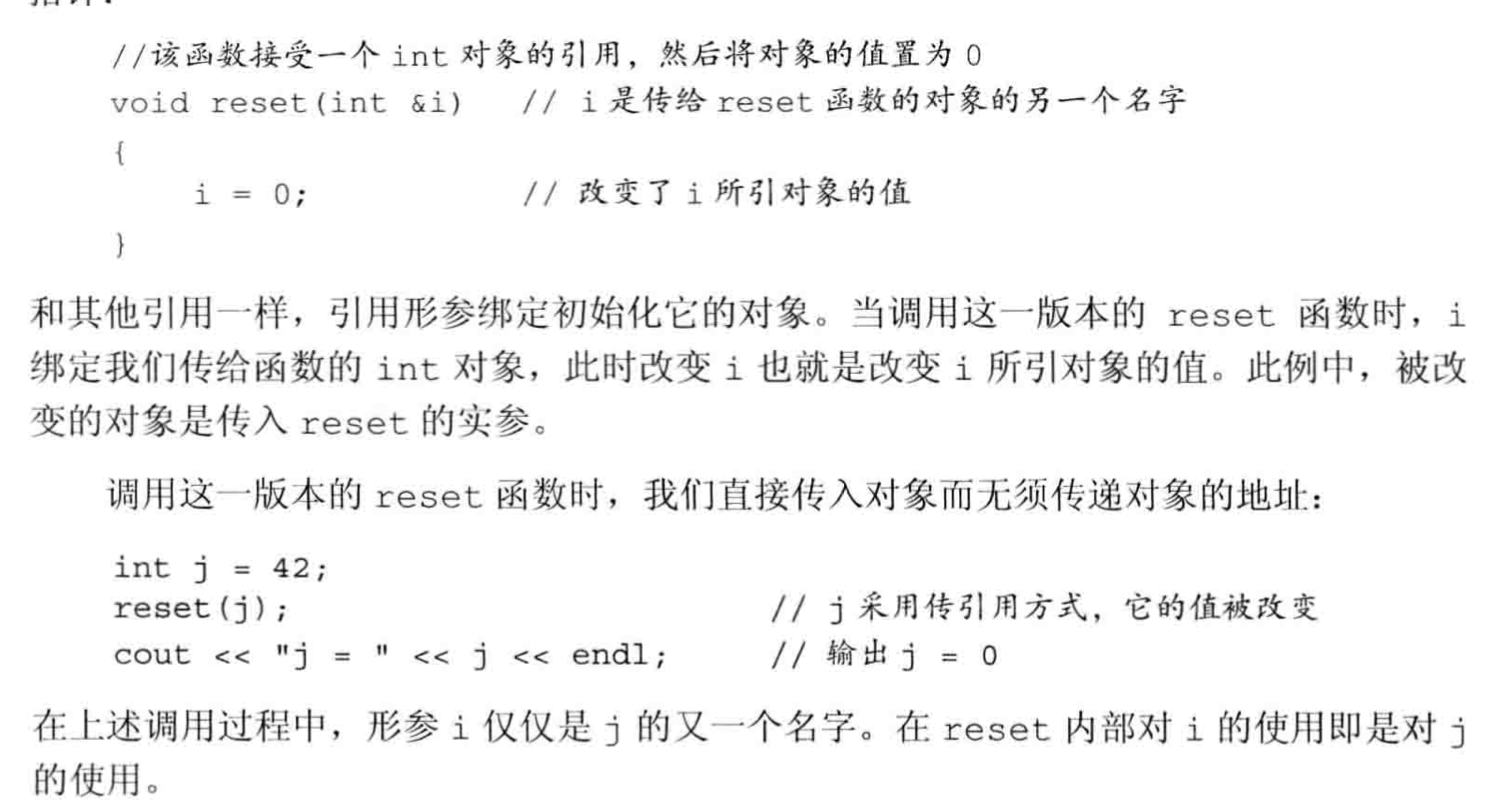 //该函数接受一个 int 对象的引用，然后将对象的值置为 0
void reset(int &i)   // i 是传给 reset 函数的对象的另一个名字
{
    i = 0;           // 改变了 i 所引对象的值
}
和其他引用一样，引用形参绑定初始化它的对象。当调用这一版本的 reset 函数时，i
绑定我们传给函数的 int 对象，此时改变 i 也就是改变 i 所引对象的值。此例中，被改
变的对象是传入 reset 的实参。
调用这一版本的 reset 函数时，我们直接传入对象而无须传递对象的地址：
int j = 42;
reset(j);                        // j 采用传引用方式，它的值被改变
cout << "j = " << j << endl;     // 输出 j = 0
在上述调用过程中，形参 i 仅仅是 j 的又一个名字。在 reset 内部对 i 的使用即是对 j
的使用。